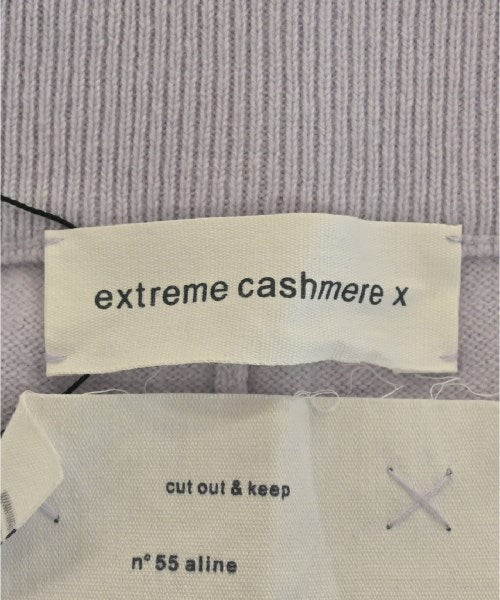 extreme cashmere x
cut out & keep
n° 55 aline